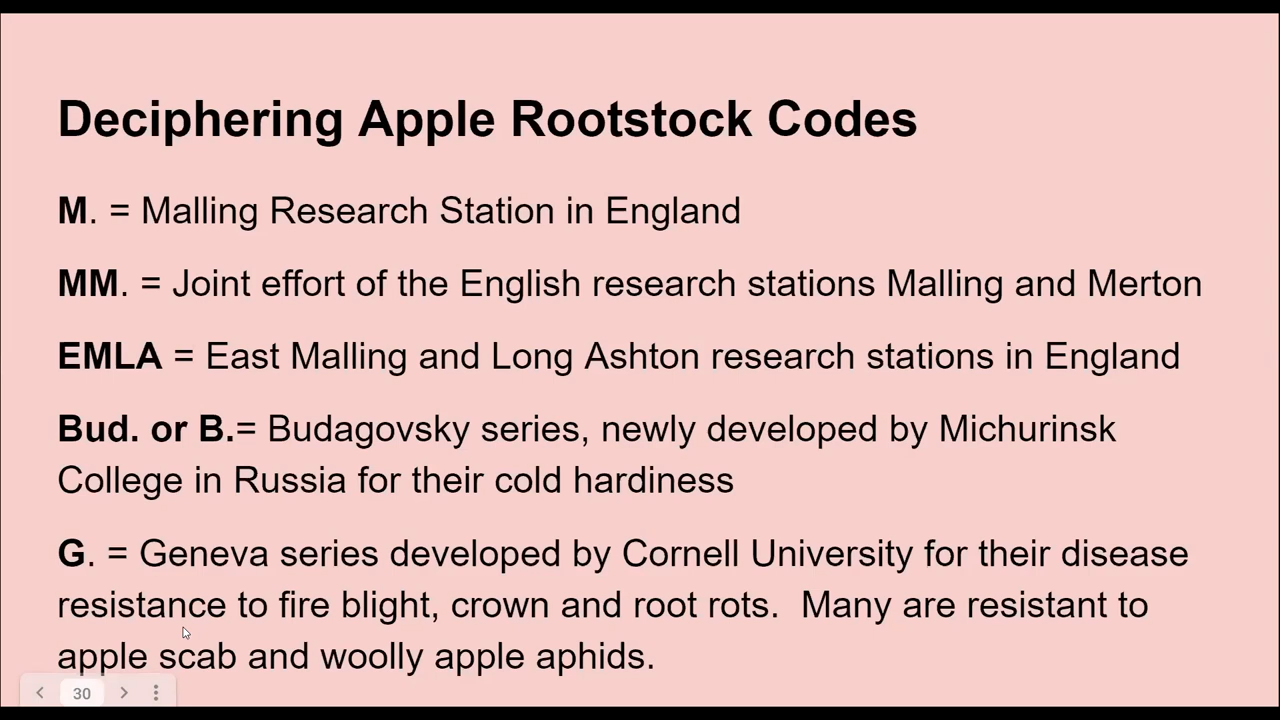 Deciphering Apple Rootstock Codes
M. = Malling Research Station in England
MM. = Joint effort of the English research stations Malling and Merton
EMLA = East Malling and Long Ashton research stations in England
Bud. or B.= Budagovsky series, newly developed by Michurinsk
College in Russia for their cold hardiness
G. = Geneva series developed by Cornell University for their disease
resistance to fire blight, crown and root rots.  Many are resistant to
apple scab and woolly apple aphids.
30